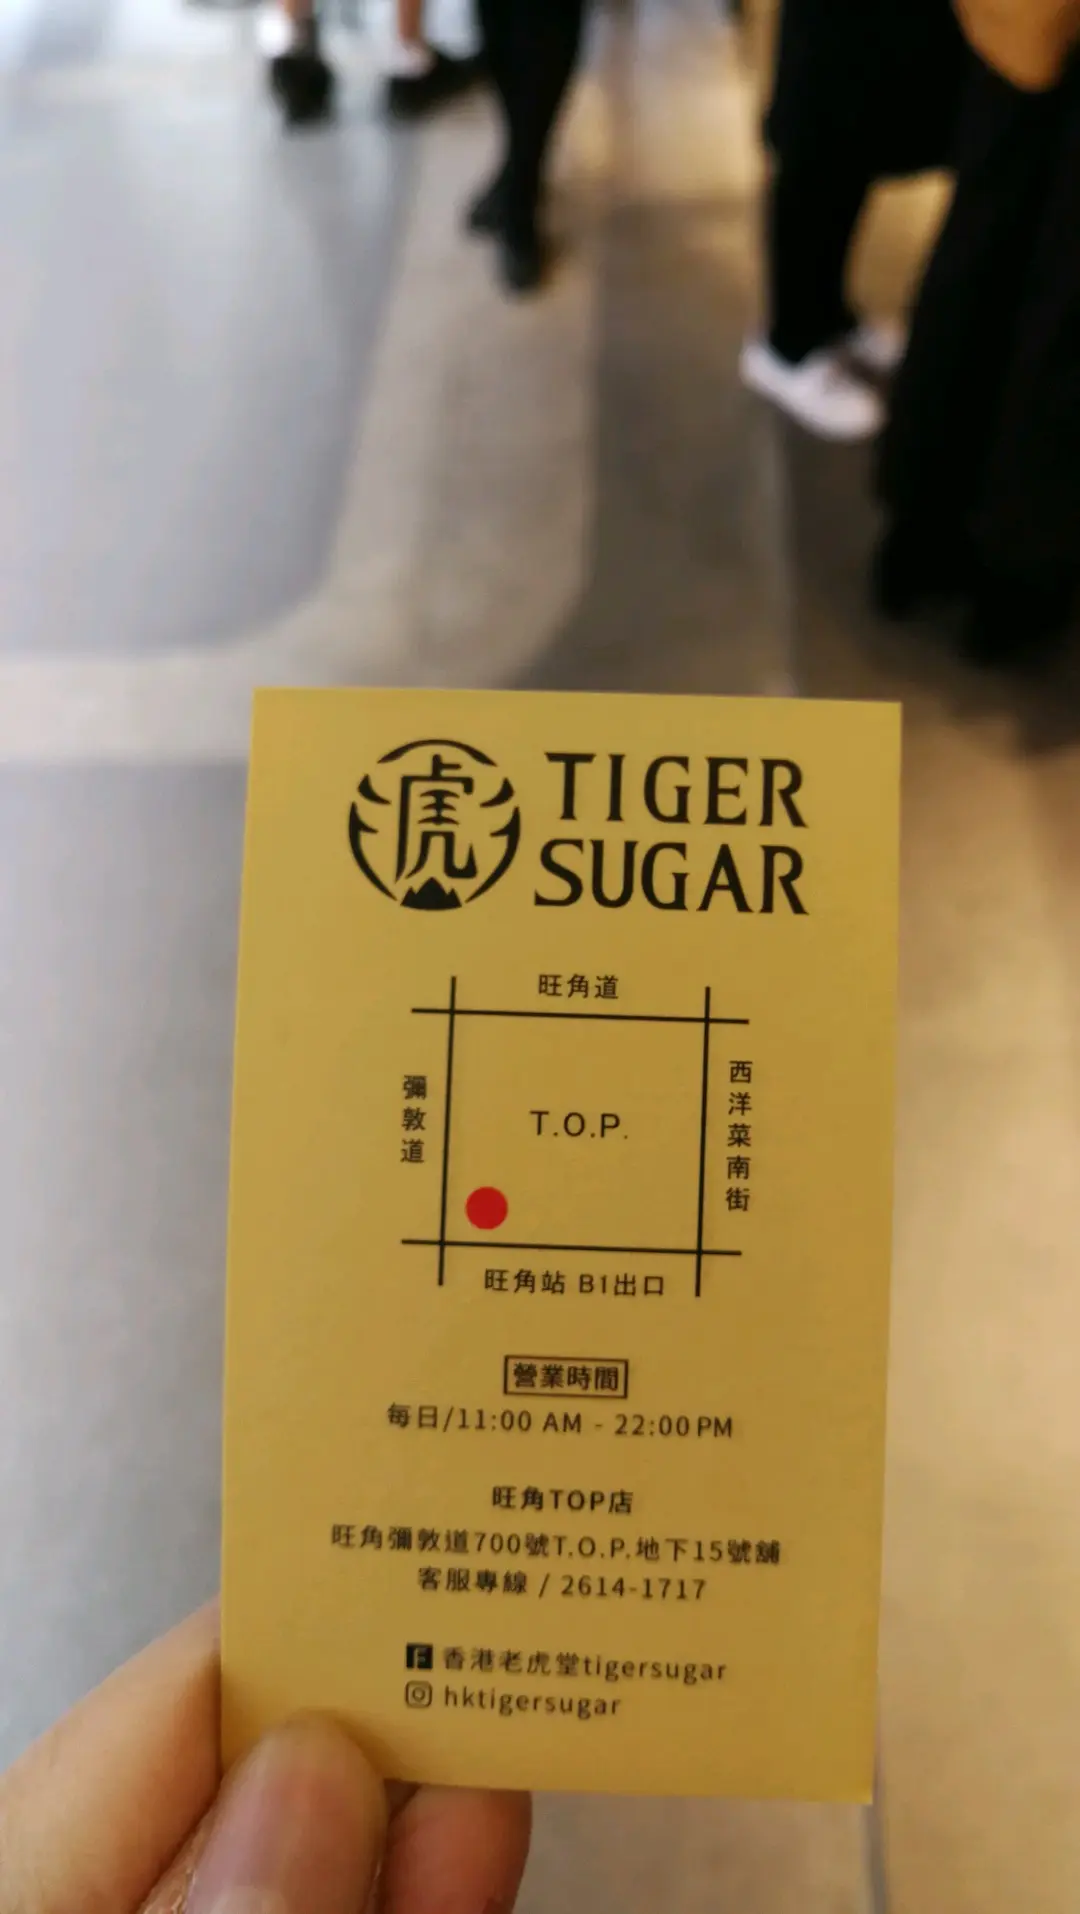 虎
TIGER
SUGAR
旺角道
彌敦道
T.O.P.
西洋菜南街
旺角站 B1出口
營業時間
每日/11:00 AM - 22:00 PM
旺角TOP店
旺角彌敦道700號T.O.P.地下15號舖
客服專線 / 2614-1717
香港老虎堂tigersugar
hktigersugar